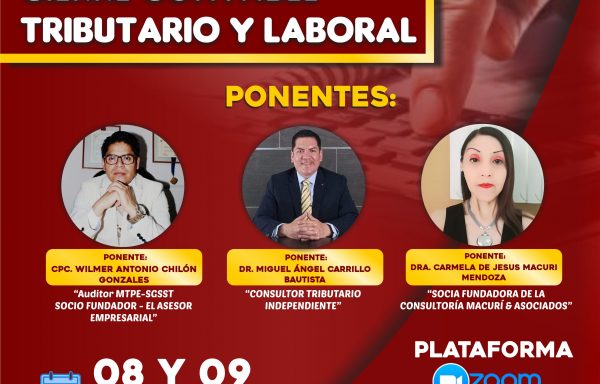 TRIBUTARIO Y LABORAL
PONENTES:
PONENTE:
CPC. WILMER ANTONIO CHILÓN
GONZALES
"Auditor MTPE-SGSST
SOCIO FUNDADOR - EL ASESOR
EMPRESARIAL"
PONENTE:
DR. MIGUEL ÁNGEL CARRILLO
BAUTISTA
"CONSULTOR TRIBUTARIO
INDEPENDIENTE"
PONENTE:
DRA. CARMELA DE JESUS MACURI
MENDOZA
"SOCIA FUNDADORA DE LA
CONSULTORÍA MACURÍ & ASOCIADOS"
08 Y 09
PLATAFORMA
zoom